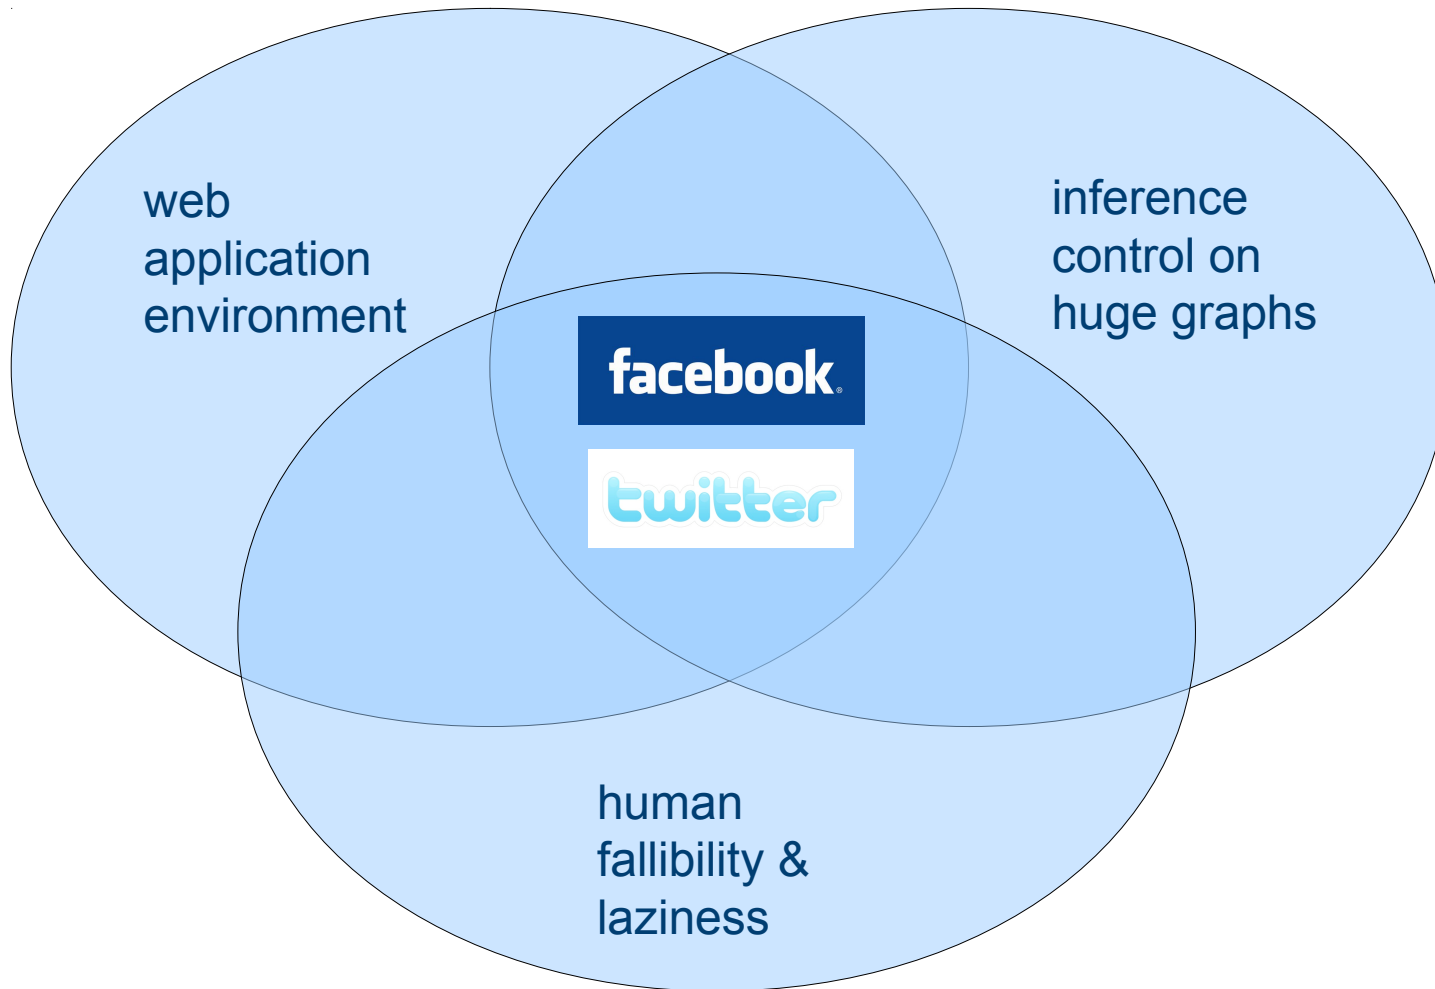 web
application
environment
inference
control on
huge graphs
facebook®
twitter
human
fallibility &
laziness